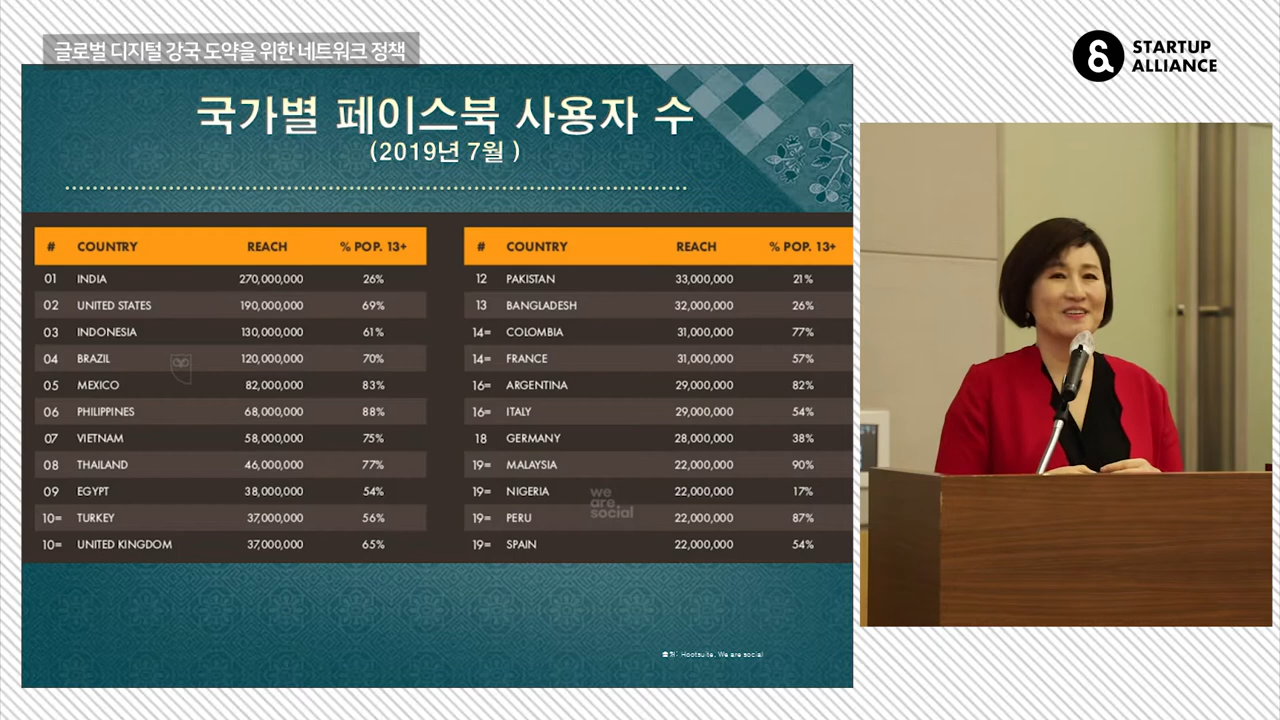 글로벌 디지털 강국 도약을 위한 네트워크 정책
STARTUP
ALLIANCE
국가별 페이스북 사용자 수
(2019년 7월 )
# COUNTRY REACH % POP. 13+
01 INDIA 270,000,000 26%
02 UNITED STATES 190,000,000 69%
03 INDONESIA 130,000,000 61%
04 BRAZIL 120,000,000 70%
05 MEXICO 82,000,000 83%
06 PHILIPPINES 68,000,000 88%
07 VIETNAM 58,000,000 75%
08 THAILAND 46,000,000 77%
09 EGYPT 38,000,000 54%
10= TURKEY 37,000,000 56%
10= UNITED KINGDOM 37,000,000 65%
# COUNTRY REACH % POP. 13+
12 PAKISTAN 33,000,000 21%
13 BANGLADESH 32,000,000 26%
14= COLOMBIA 31,000,000 77%
14= FRANCE 31,000,000 57%
16= ARGENTINA 29,000,000 82%
16= ITALY 29,000,000 54%
18 GERMANY 28,000,000 38%
19= MALAYSIA 22,000,000 90%
19= NIGERIA 22,000,000 17%
19= PERU 22,000,000 87%
19= SPAIN 22,000,000 54%
we
are
social
출처: Hootsuite, We are social